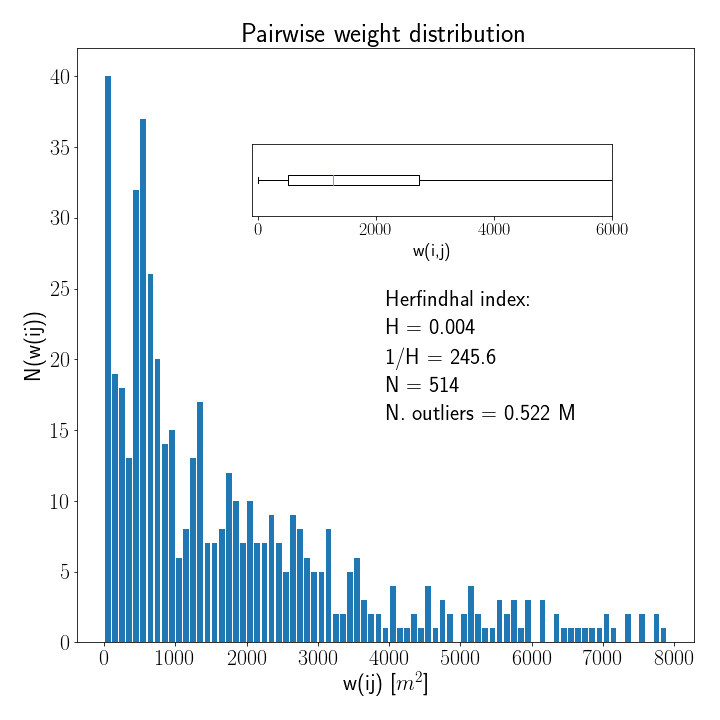 Pairwise weight distribution
40
35
30
25
20
15
10
5
0
N(w(ij))
0 2000 4000 6000
w(i,j)
Herfindhal index:
H = 0.004
1/H = 245.6
N = 514
N. outliers = 0.522 M
0 1000 2000 3000 4000 5000 6000 7000 8000
w(ij) [m²]